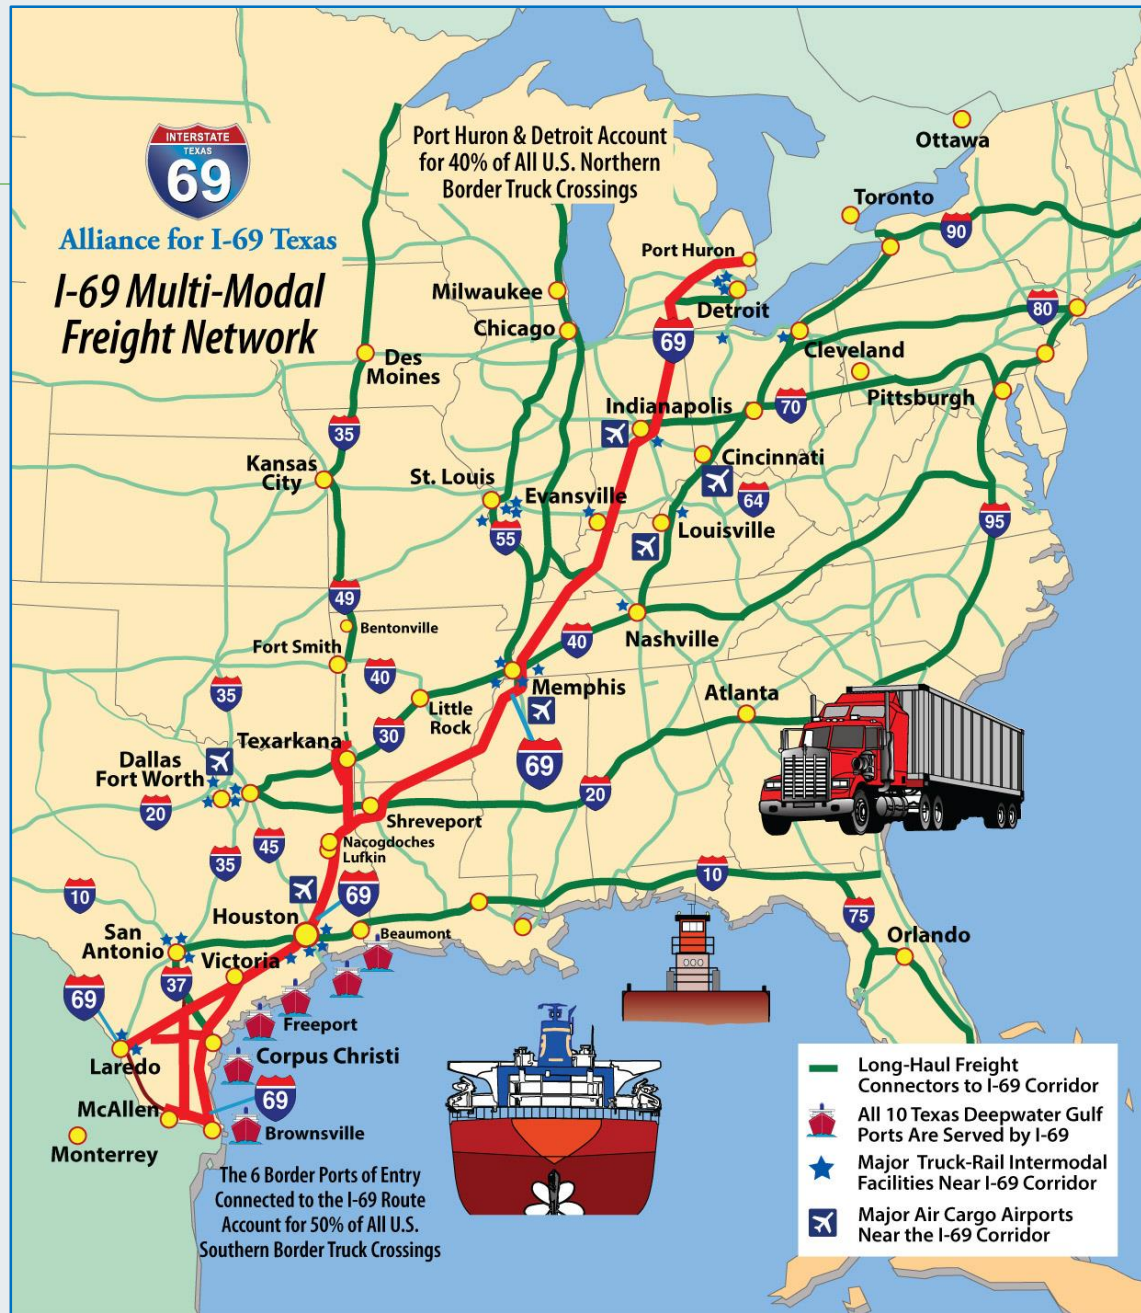 INTERSTATE
TEXAS
69
Alliance for I-69 Texas
I-69 Multi-Modal
Freight Network
Port Huron & Detroit Account
for 40% of All U.S. Northern
Border Truck Crossings
Ottawa
Toronto
90
Port Huron
Milwaukee
Detroit
80
Chicago
69
Cleveland
Des
Moines
Pittsburgh
Indianapolis
70
35
Kansas
City
Cincinnati
St. Louis
Evansville
64
55
Louisville
95
49
Bentonville
Nashville
40
Fort Smith
40
Memphis
35
Little
Rock
Atlanta
30
Texarkana
69
Dallas
Fort Worth
20
20
Shreveport
45
Nacogdoches
Lufkin
35
10
10
69
Houston
75
San
Antonio
Beaumont
Orlando
Victoria
37
69
Freeport
Laredo
Corpus Christi
McAllen
69
Brownsville
Monterrey
The 6 Border Ports of Entry
Connected to the I-69 Route
Account for 50% of All U.S.
Southern Border Truck Crossings
Long-Haul Freight
Connectors to I-69 Corridor
All 10 Texas Deepwater Gulf
Ports Are Served by I-69
Major Truck-Rail Intermodal
Facilities Near I-69 Corridor
Major Air Cargo Airports
Near the I-69 Corridor